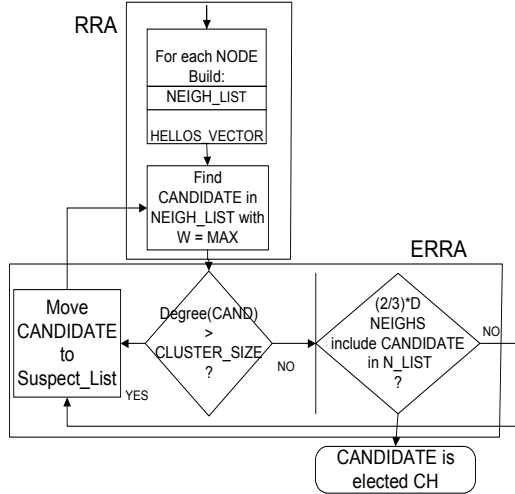 RRA
For each NODE
Build:
NEIGH_LIST
HELLOS_VECTOR
Find
CANDIDATE in
NEIGH_LIST with
W = MAX
ERRA
Move
CANDIDATE
to
Suspect_List
Degree(CAND)
>
CLUSTER_SIZE
?
YES
NO
(2/3)*D
NEIGHS
include CANDIDATE
in N_LIST
?
NO
CANDIDATE is
elected CH